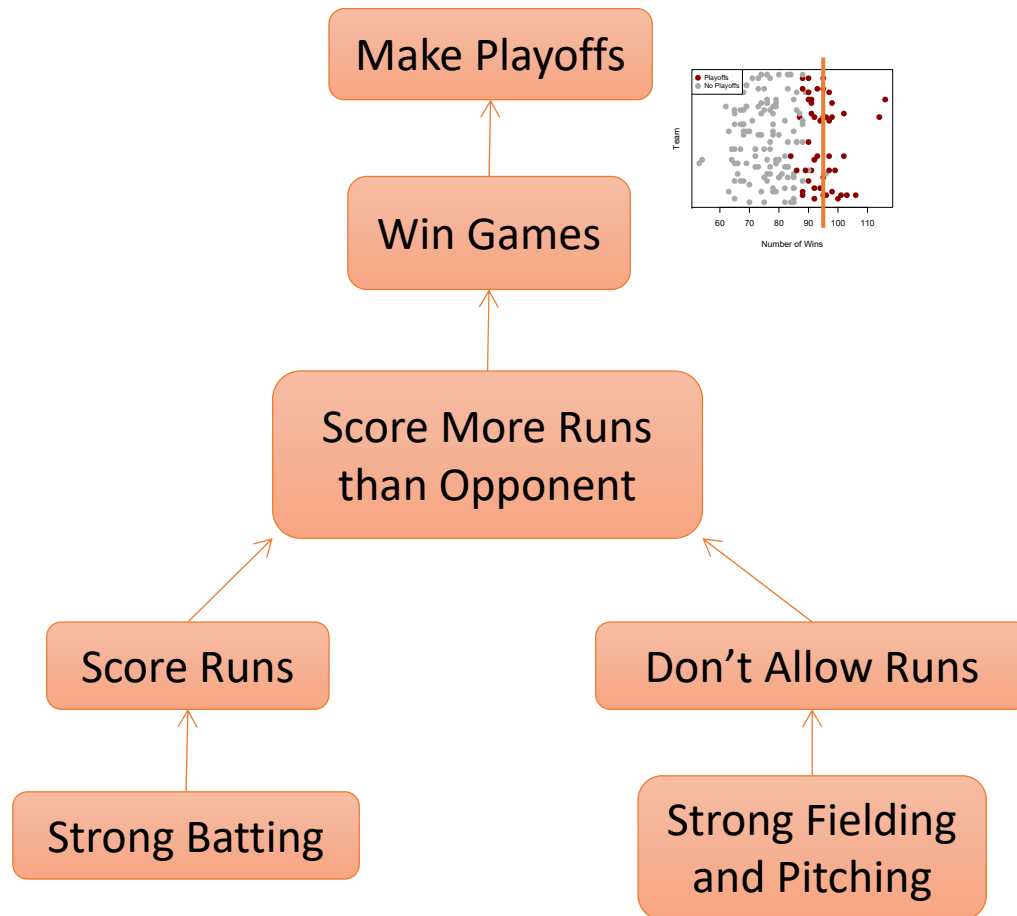 Make Playoffs
Playoffs
No Playoffs
Team
60 70 80 90 100 110
Number of Wins
Win Games
Score More Runs
than Opponent
Score Runs
Don’t Allow Runs
Strong Batting
Strong Fielding
and Pitching